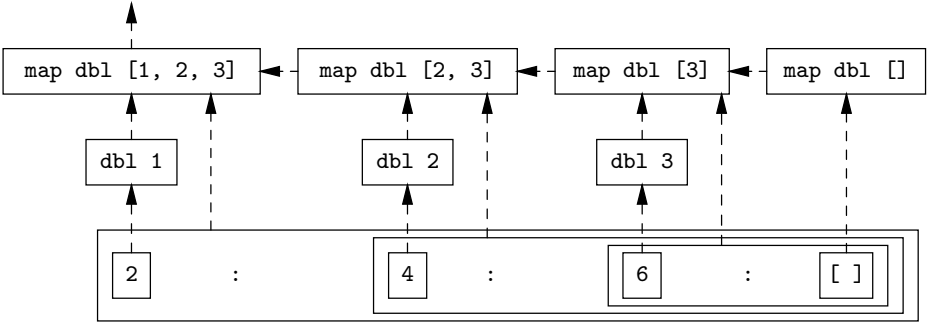 map dbl [1, 2, 3] map dbl [2, 3] map dbl [3] map dbl []
dbl 1 dbl 2 dbl 3
2 : 4 : 6 : [ ]